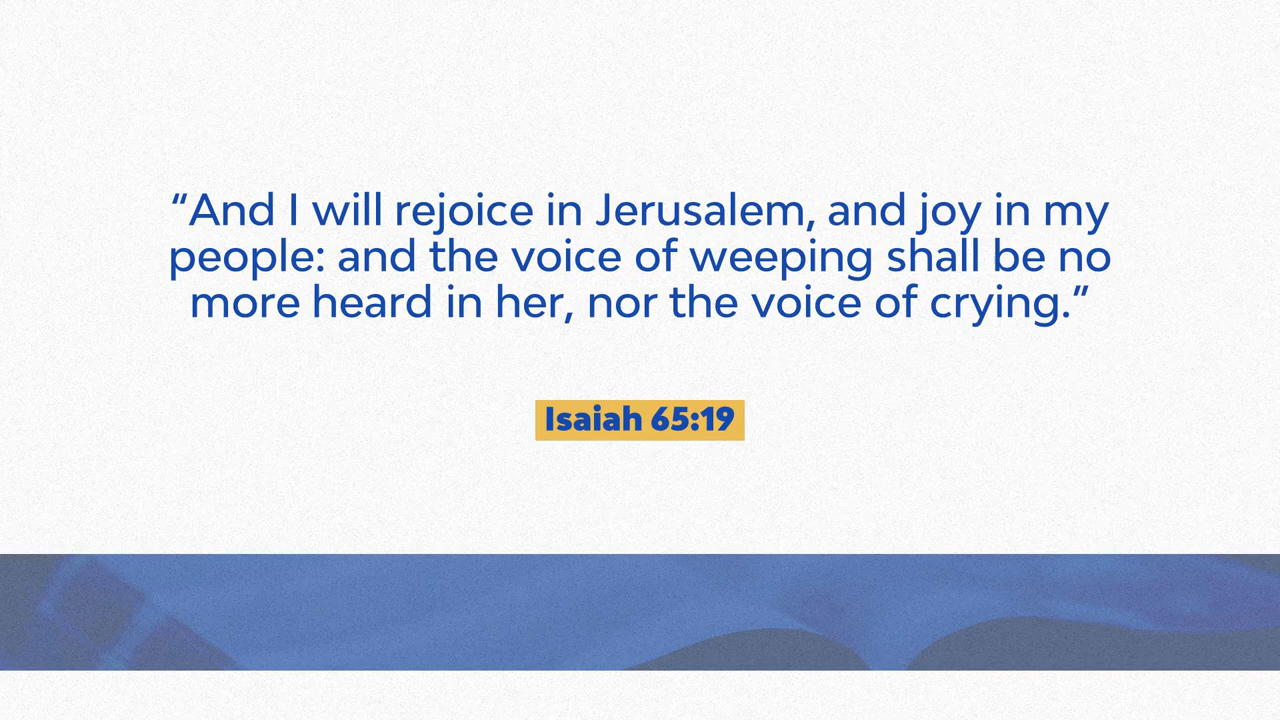 “And I will rejoice in Jerusalem, and joy in my
people: and the voice of weeping shall be no
more heard in her, nor the voice of crying.”
Isaiah 65:19